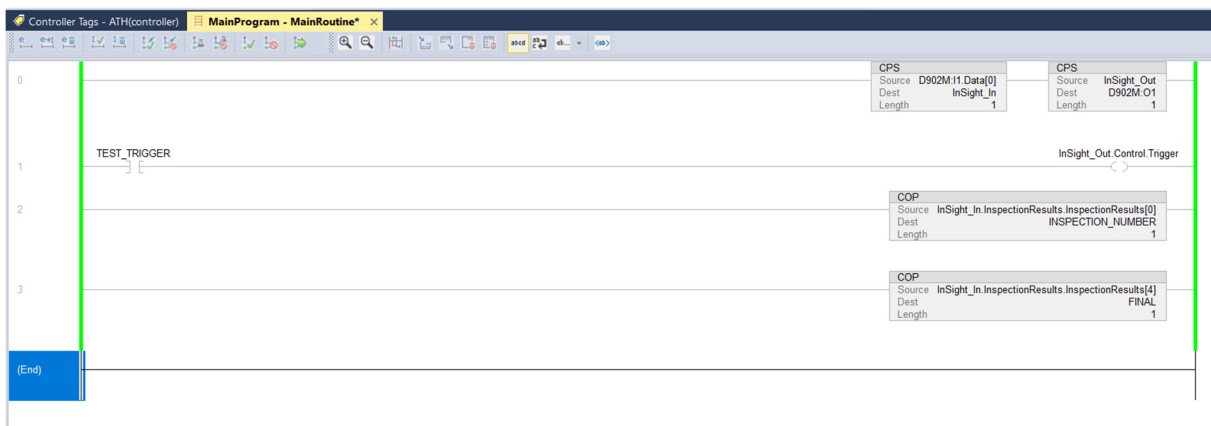 Controller Tags - ATH(controller) MainProgram - MainRoutine* ×
0
CPS
Source D902M:I1.Data[0]
Dest InSight_In
Length 1
CPS
Source InSight_Out
Dest D902M:O1
Length 1
1
TEST_TRIGGER
InSight_Out.Control.Trigger
2
COP
Source InSight_In.InspectionResults.InspectionResults[0]
Dest INSPECTION_NUMBER
Length 1
3
COP
Source InSight_In.InspectionResults.InspectionResults[4]
Dest FINAL
Length 1
(End)